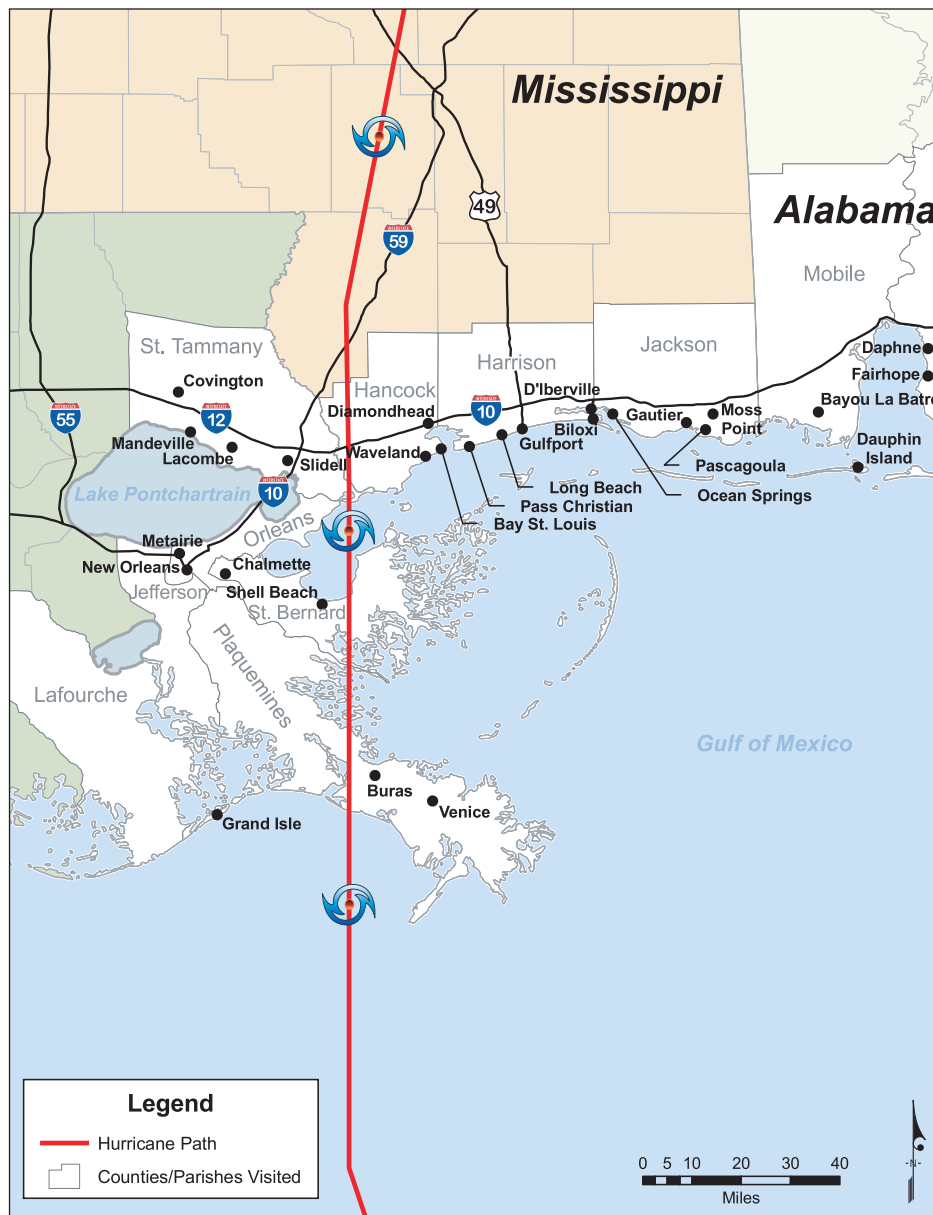 Mississippi
49
Alabama
59
Mobile
St. Tammany
Jackson
Harrison
Daphne
Covington
Hancock
D'Iberville
Fairhope
Diamondhead
10
Bayou La Batre
55
12
Gautier
Moss
Point
Biloxi
Mandeville
Gulfport
Lacombe
Waveland
Dauphin
Island
Slidell
Pascagoula
Lake Pontchartrain
10
Long Beach
Ocean Springs
Pass Christian
Orleans
Bay St. Louis
Metairie
New Orleans
Chalmette
Jefferson
Shell Beach
St. Bernard
Plaquemines
Lafourche
Gulf of Mexico
Buras
Venice
Grand Isle
Legend
Hurricane Path
Counties/Parishes Visited
0 5 10 20 30 40
Miles
-N-